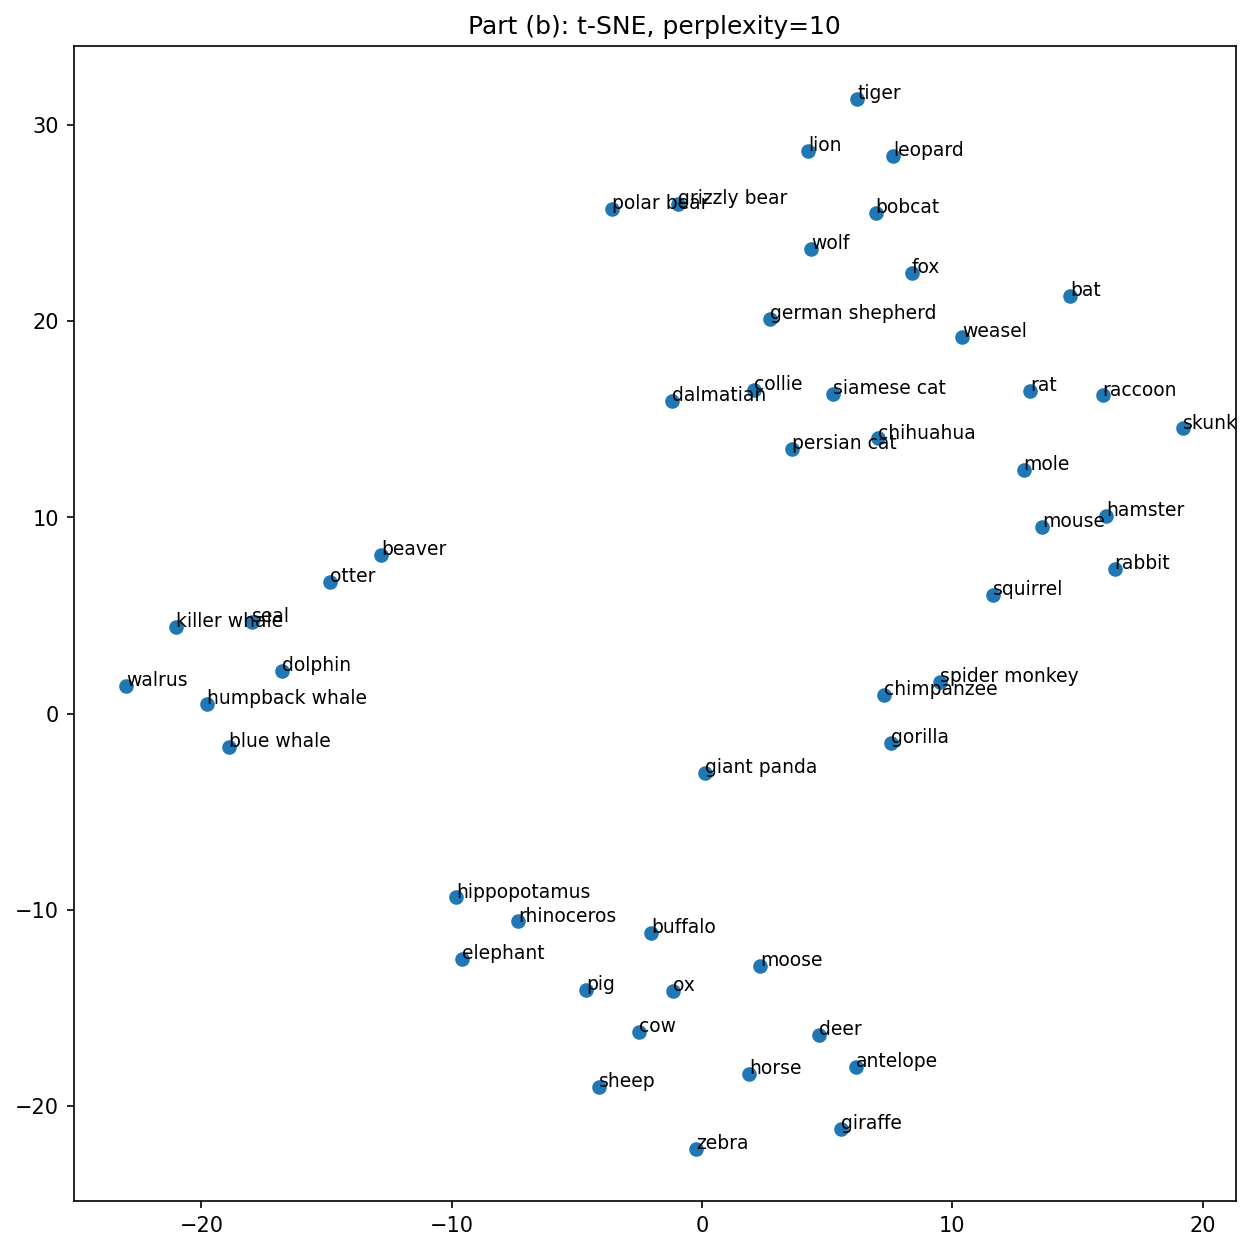 Part (b): t-SNE, perplexity=10
30
20
10
0
−10
−20
tiger
lion
leopard
grizzly bear
polar bear
bobcat
wolf
fox
bat
german shepherd
weasel
collie
rat
siamese cat
raccoon
dalmatian
skunk
chihuahua
persian cat
mole
hamster
mouse
beaver
rabbit
otter
squirrel
seal
killer whale
dolphin
walrus
spider monkey
humpback whale
chimpanzee
blue whale
gorilla
giant panda
hippopotamus
rhinoceros
buffalo
elephant
moose
pig
ox
cow
deer
antelope
horse
sheep
giraffe
zebra
−20
−10
0
10
20